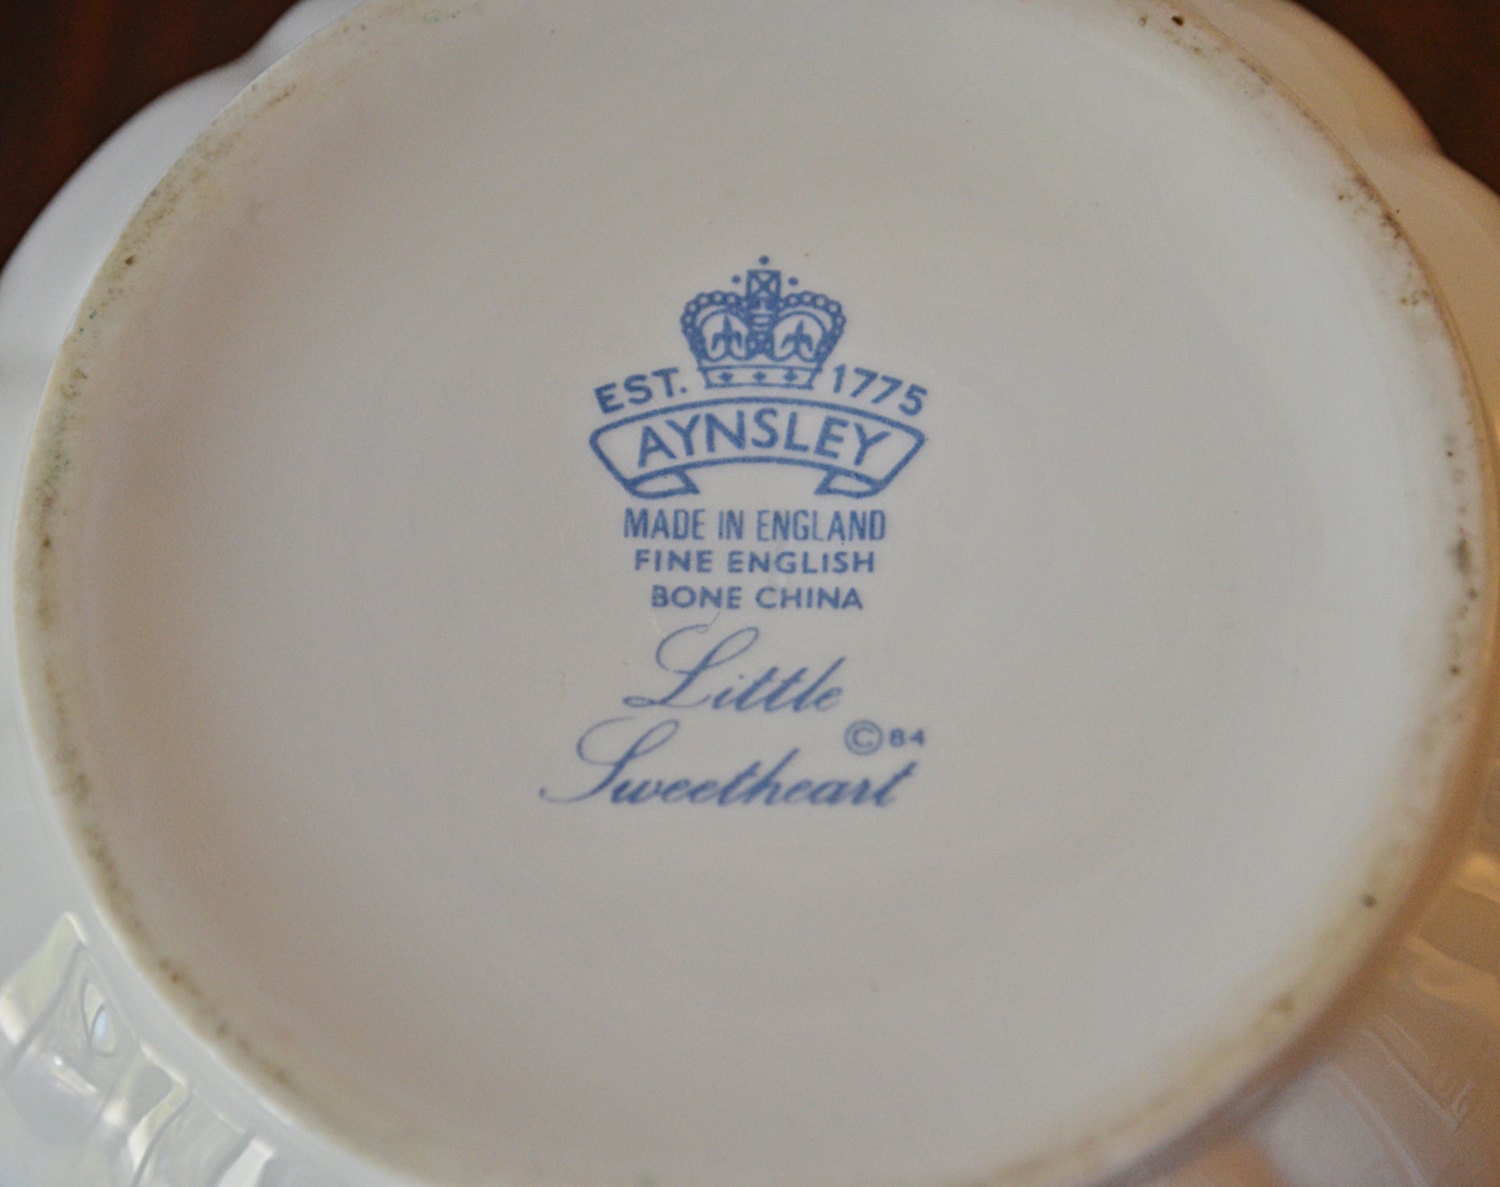 EST. 1775
AYNSLEY
MADE IN ENGLAND
FINE ENGLISH
BONE CHINA
Little
©84
Sweetheart